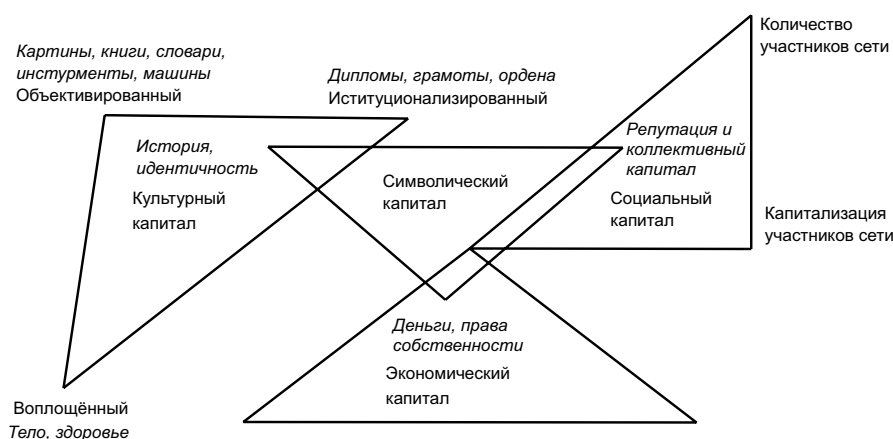 Картины, книги, словари,
инстурменты, машины
Объективированный
Дипломы, грамоты, ордена
Иституционализированный
Количество
участников сети
История,
идентичность
Культурный
капитал
Символический
капитал
Репутация и
коллективный
капитал
Социальный
капитал
Капитализация
участников сети
Деньги, права
собственности
Экономический
капитал
Воплощённый
Тело, здоровье